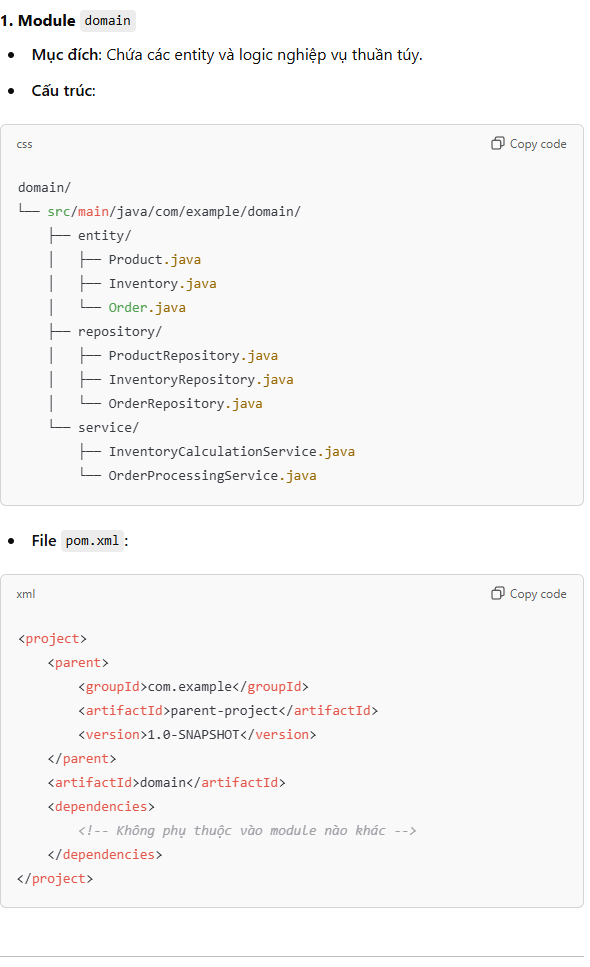 1. Module domain
• Mục đích: Chứa các entity và logic nghiệp vụ thuần túy.
• Cấu trúc:
css Copy code
domain/
└── src/main/java/com/example/domain/
    ├── entity/
    │   ├── Product.java
    │   ├── Inventory.java
    │   └── Order.java
    ├── repository/
    │   ├── ProductRepository.java
    │   ├── InventoryRepository.java
    │   └── OrderRepository.java
    └── service/
        ├── InventoryCalculationService.java
        └── OrderProcessingService.java
• File pom.xml:
xml Copy code
<project>
    <parent>
        <groupId>com.example</groupId>
        <artifactId>parent-project</artifactId>
        <version>1.0-SNAPSHOT</version>
    </parent>
    <artifactId>domain</artifactId>
    <dependencies>
        <!-- Không phụ thuộc vào module nào khác -->
    </dependencies>
</project>